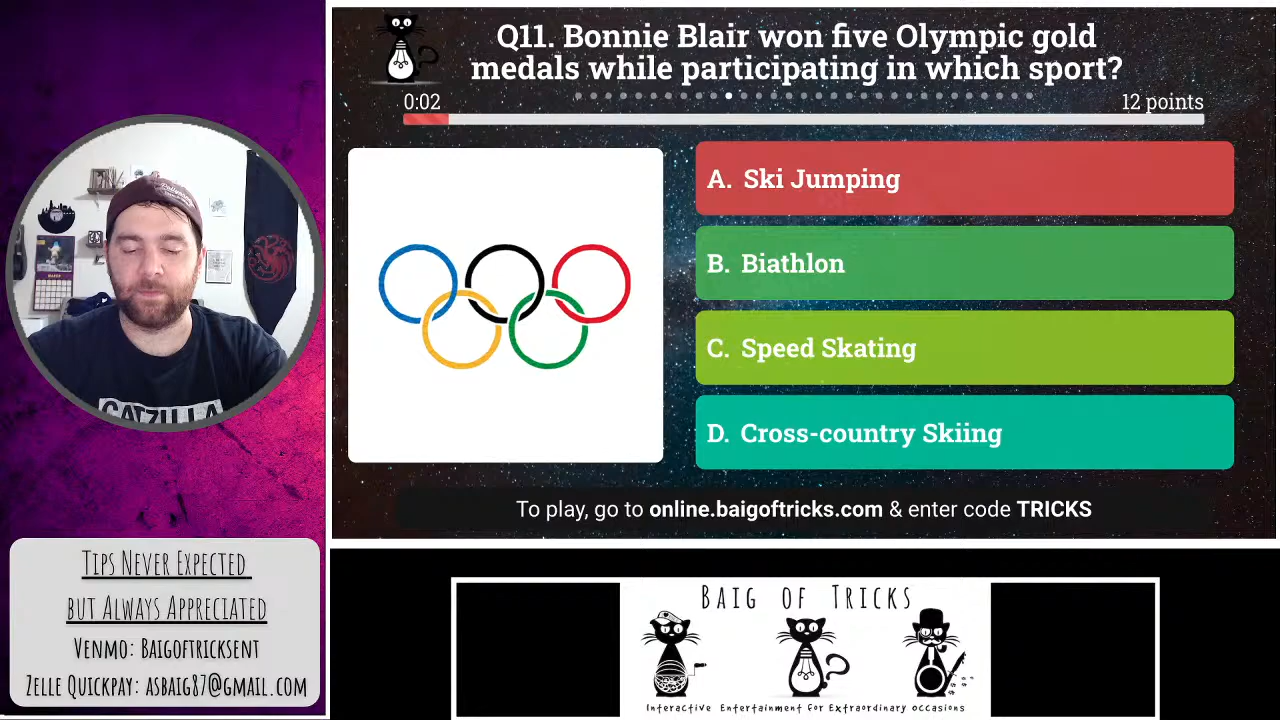 Q11. Bonnie Blair won five Olympic gold
medals while participating in which sport?
0:02
12 points
A. Ski Jumping
B. Biathlon
C. Speed Skating
D. Cross-country Skiing
To play, go to online.baigoftricks.com & enter code TRICKS
CATZILLA
Tips Never Expected
but Always Appreciated
Venmo: Baigoftricksent
Zelle Quickpay: asbaig87@gmail.com
Baig of Tricks
Interactive Entertainment for Extraordinary Occasions